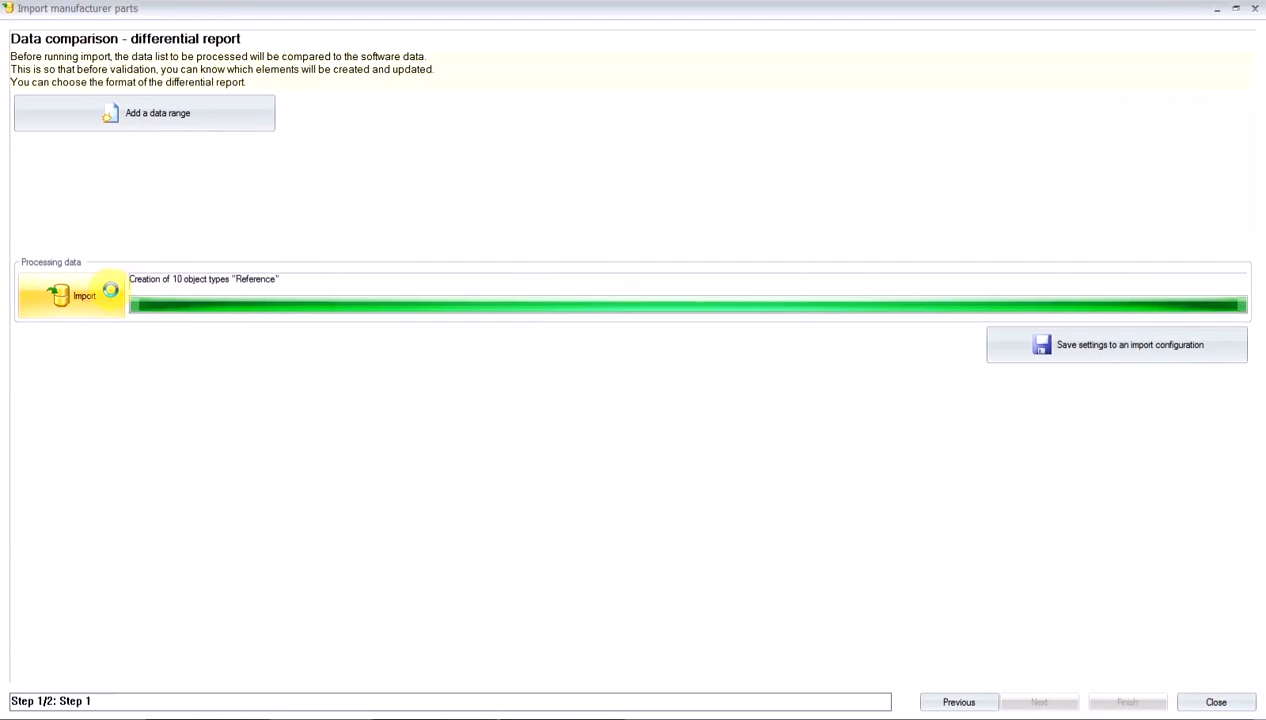 Import manufacturer parts
Data comparison - differential report
Before running import, the data list to be processed will be compared to the software data.
This is so that before validation, you can know which elements will be created and updated.
You can choose the format of the differential report.
Add a data range
Processing data
Creation of 10 object types "Reference"
Import
Save settings to an import configuration
Step 1/2: Step 1
Previous
Next
Finish
Close